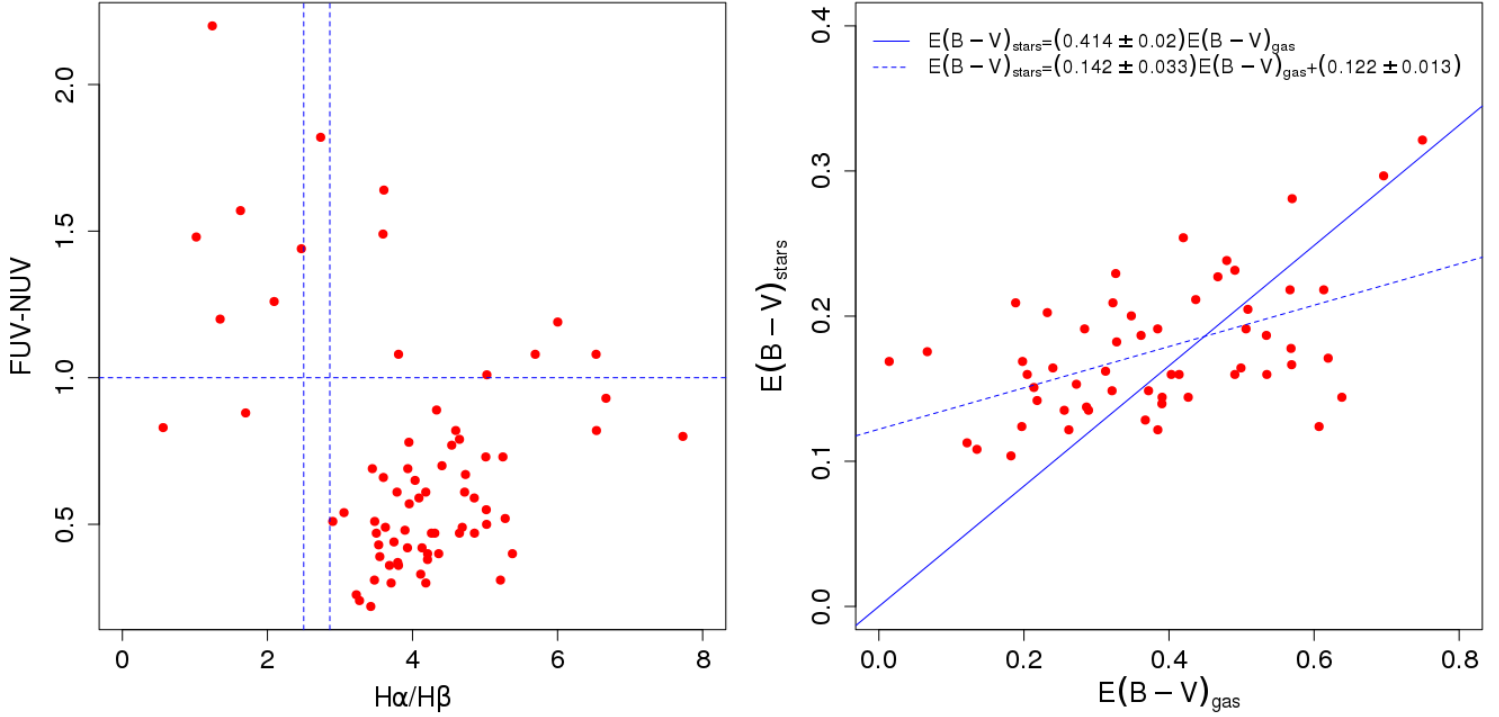 2.0
1.5
1.0
0.5
FUV-NUV
0 2 4 6 8
Hα/Hβ
0.4
0.3
0.2
0.1
0.0
E(B − V)stars
E(B − V)stars=(0.414 ± 0.02)E(B − V)gas
E(B − V)stars=(0.142 ± 0.033)E(B − V)gas+(0.122 ± 0.013)
0.0 0.2 0.4 0.6 0.8
E(B − V)gas